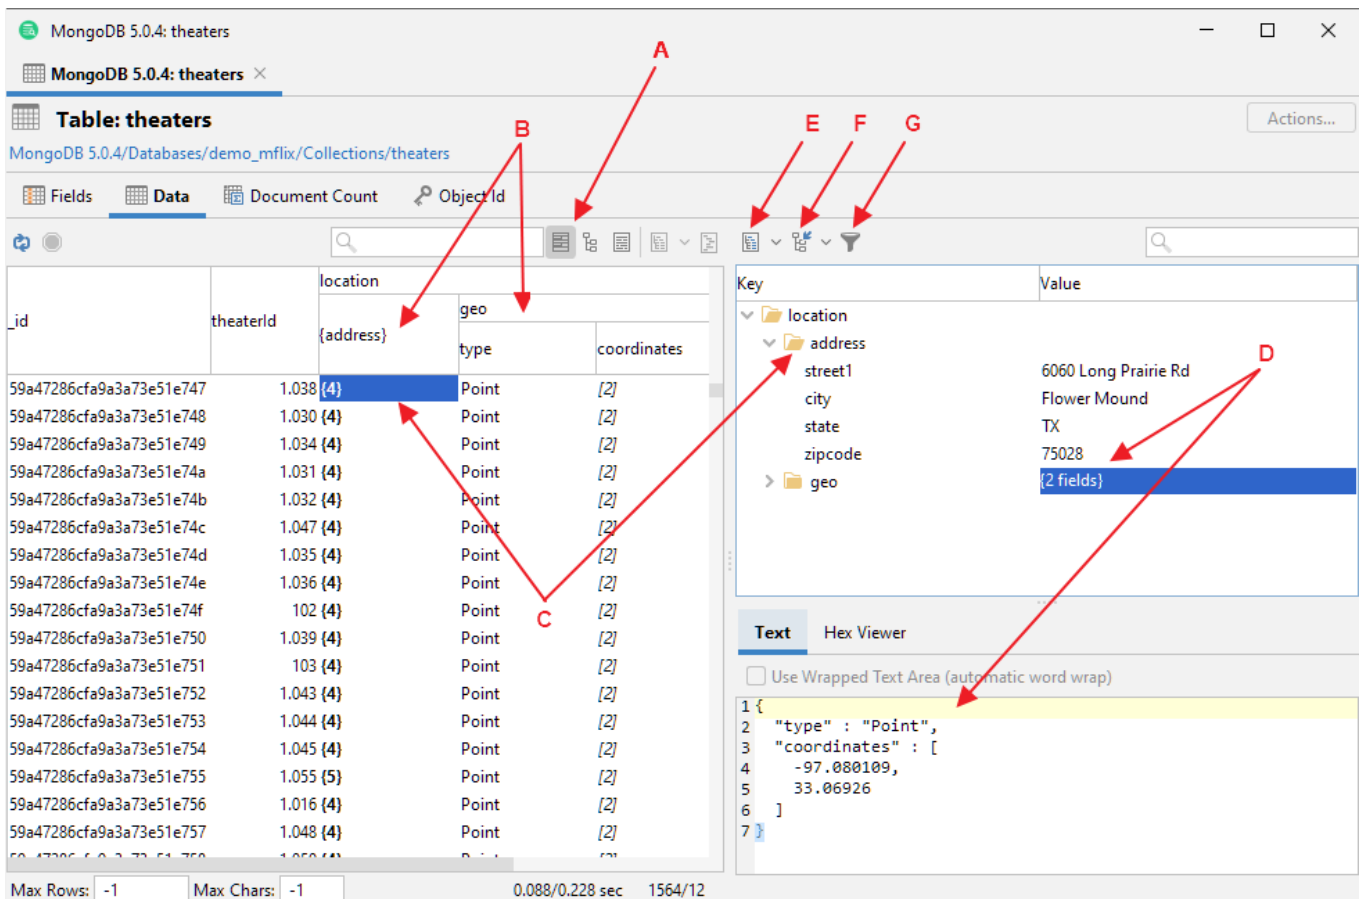 MongoDB 5.0.4: theaters
MongoDB 5.0.4: theaters
A
Table: theaters
Actions...
B
E F G
MongoDB 5.0.4/Databases/demo_mflix/Collections/theaters
Fields Data Document Count Object Id
location
_id theaterId {address} geo
type coordinates
59a47286cfa9a3a73e51e747 1.038 {4} Point [2]
59a47286cfa9a3a73e51e748 1.030 {4} Point [2]
59a47286cfa9a3a73e51e749 1.034 {4} Point [2]
59a47286cfa9a3a73e51e74a 1.031 {4} Point [2]
59a47286cfa9a3a73e51e74b 1.032 {4} Point [2]
59a47286cfa9a3a73e51e74c 1.047 {4} Point [2]
59a47286cfa9a3a73e51e74d 1.035 {4} Point [2]
59a47286cfa9a3a73e51e74e 1.036 {4} Point [2]
59a47286cfa9a3a73e51e74f 102 {4} Point [2]
59a47286cfa9a3a73e51e750 1.039 {4} Point [2]
59a47286cfa9a3a73e51e751 103 {4} Point [2]
59a47286cfa9a3a73e51e752 1.043 {4} Point [2]
59a47286cfa9a3a73e51e753 1.044 {4} Point [2]
59a47286cfa9a3a73e51e754 1.045 {4} Point [2]
59a47286cfa9a3a73e51e755 1.055 {5} Point [2]
59a47286cfa9a3a73e51e756 1.016 {4} Point [2]
59a47286cfa9a3a73e51e757 1.048 {4} Point [2]
C
Max Rows: -1 Max Chars: -1 0.088/0.228 sec 1564/12
Key Value
location
address
D
street1 6060 Long Prairie Rd
city Flower Mound
state TX
zipcode 75028
geo {2 fields}
Text Hex Viewer
Use Wrapped Text Area (automatic word wrap)
1 {
2 "type" : "Point",
3 "coordinates" : [
4 -97.080109,
5 33.06926
6 ]
7 }